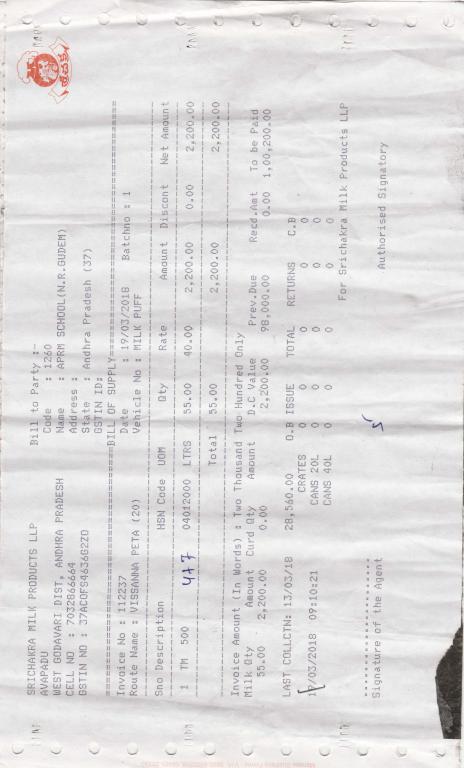 SRICHAKRA MILK PRODUCTS LLP
AVAPADU
WEST GODAVARI DIST, ANDHRA PRADESH
CELL NO : 7032866664
GSTIN NO : 37ACOFS4636G2ZO
Bill to Party :-
Code : 1260
Name : APRM SCHOOL(N.R.GUDEM)
Address :
State : Andhra Pradesh (37)
GSTIN ID:
BILL OF SUPPLY
Invoice No : 112237 Date : 19/03/2018 Batchno : 1
Route Name : VISSANNA PETA (20) Vehicle No : MILK PUFF
Sno Description HSN Code UOM Qty Rate Amount Discont Net Amount
1 TM 500 04012000 LTRS 55.00 40.00 2,200.00 0.00 2,200.00
Total 55.00 2,200.00 2,200.00
Invoice Amount (In Words) : Two Thousand Two Hundred Only
Milk Qty Amount Curd Qty Amount D.C Value Prev.Due Recd.Amt To be Paid
55.00 2,200.00 0.00 2,200.00 98,000.00 0.00 1,00,200.00
LAST COLLCTN: 13/03/18 28,560.00 O.B ISSUE TOTAL RETURNS C.B
CRATES 0 0 0 0 0
CANS 20L 0 0 0 0 0
CANS 40L 0 0 0 0 0
/03/2018 09:10:21
For Srichakra Milk Products LLP
Signature of the Agent
Authorised Signatory